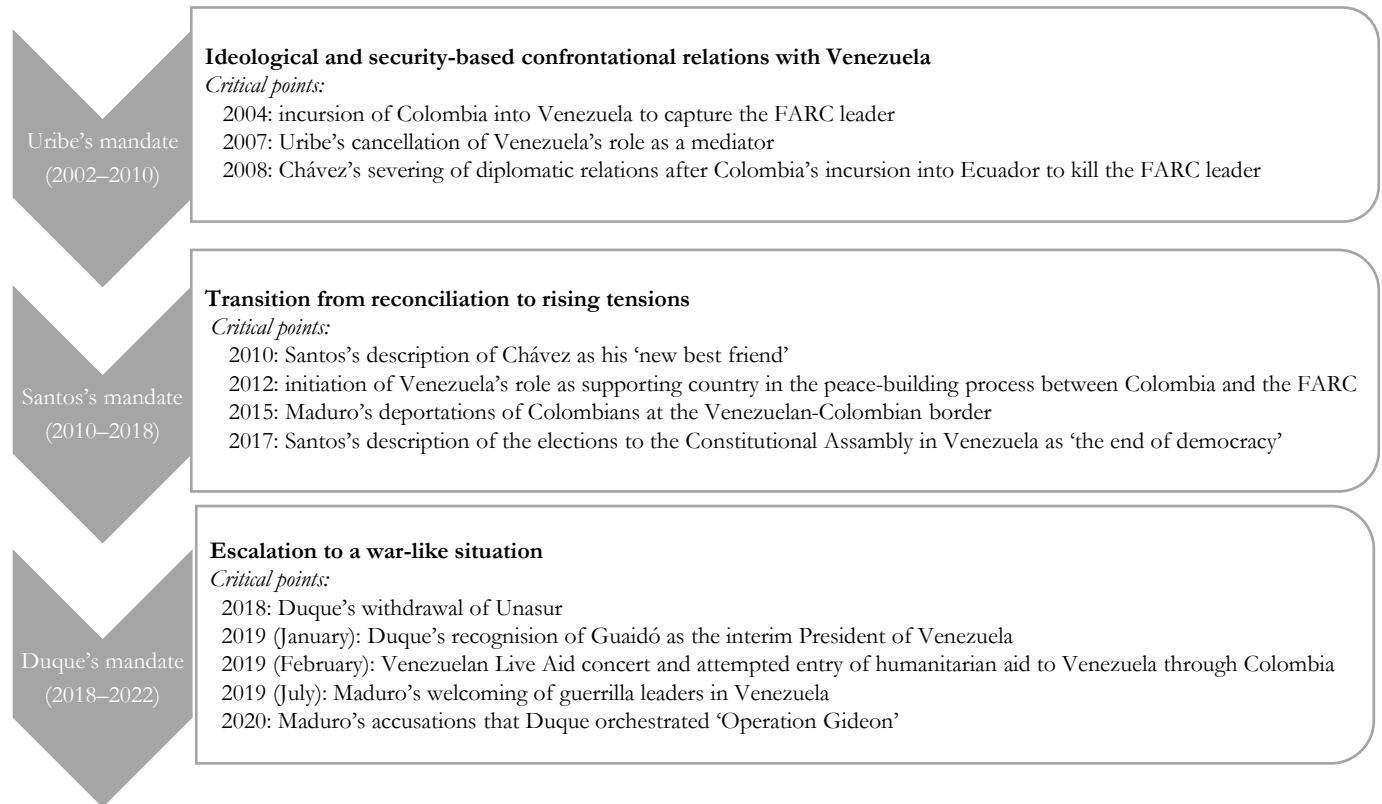 Uribe’s mandate
(2002–2010)
Ideological and security-based confrontational relations with Venezuela
Critical points:
2004: incursion of Colombia into Venezuela to capture the FARC leader
2007: Uribe’s cancellation of Venezuela’s role as a mediator
2008: Chávez’s severing of diplomatic relations after Colombia’s incursion into Ecuador to kill the FARC leader
Santos’s mandate
(2010–2018)
Transition from reconciliation to rising tensions
Critical points:
2010: Santos’s description of Chávez as his ‘new best friend’
2012: initiation of Venezuela’s role as supporting country in the peace-building process between Colombia and the FARC
2015: Maduro’s deportations of Colombians at the Venezuelan-Colombian border
2017: Santos’s description of the elections to the Constitutional Assembly in Venezuela as ‘the end of democracy’
Duque’s mandate
(2018–2022)
Escalation to a war-like situation
Critical points:
2018: Duque’s withdrawal of Unasur
2019 (January): Duque’s recognision of Guaidó as the interim President of Venezuela
2019 (February): Venezuelan Live Aid concert and attempted entry of humanitarian aid to Venezuela through Colombia
2019 (July): Maduro’s welcoming of guerrilla leaders in Venezuela
2020: Maduro’s accusations that Duque orchestrated ‘Operation Gideon’